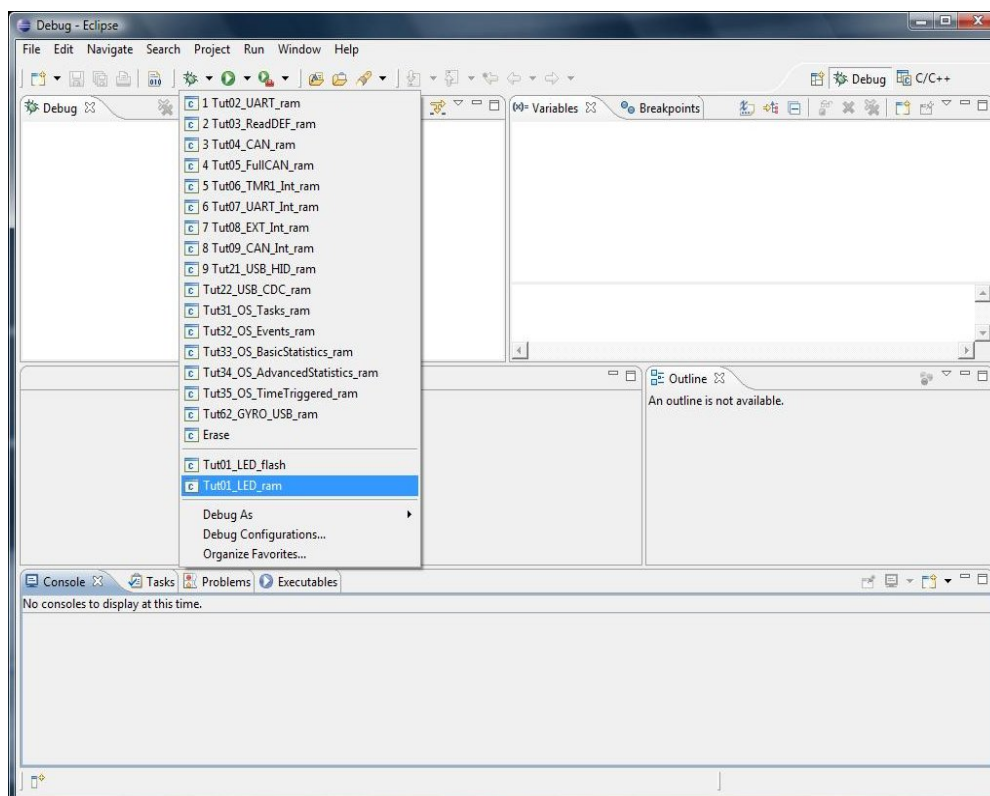 Debug - Eclipse
File Edit Navigate Search Project Run Window Help
010
Debug C/C++
Debug
1 Tut02_UART_ram
2 Tut03_ReadDEF_ram
3 Tut04_CAN_ram
4 Tut05_FullCAN_ram
5 Tut06_TMR1_Int_ram
6 Tut07_UART_Int_ram
7 Tut08_EXT_Int_ram
8 Tut09_CAN_Int_ram
9 Tut21_USB_HID_ram
Tut22_USB_CDC_ram
Tut31_OS_Tasks_ram
Tut32_OS_Events_ram
Tut33_OS_BasicStatistics_ram
Tut34_OS_AdvancedStatistics_ram
Tut35_OS_TimeTriggered_ram
Tut62_GYRO_USB_ram
Erase
Tut01_LED_flash
Tut01_LED_ram
Debug As
Debug Configurations...
Organize Favorites...
(x)= Variables Breakpoints
Outline
An outline is not available.
Console Tasks Problems Executables
No consoles to display at this time.